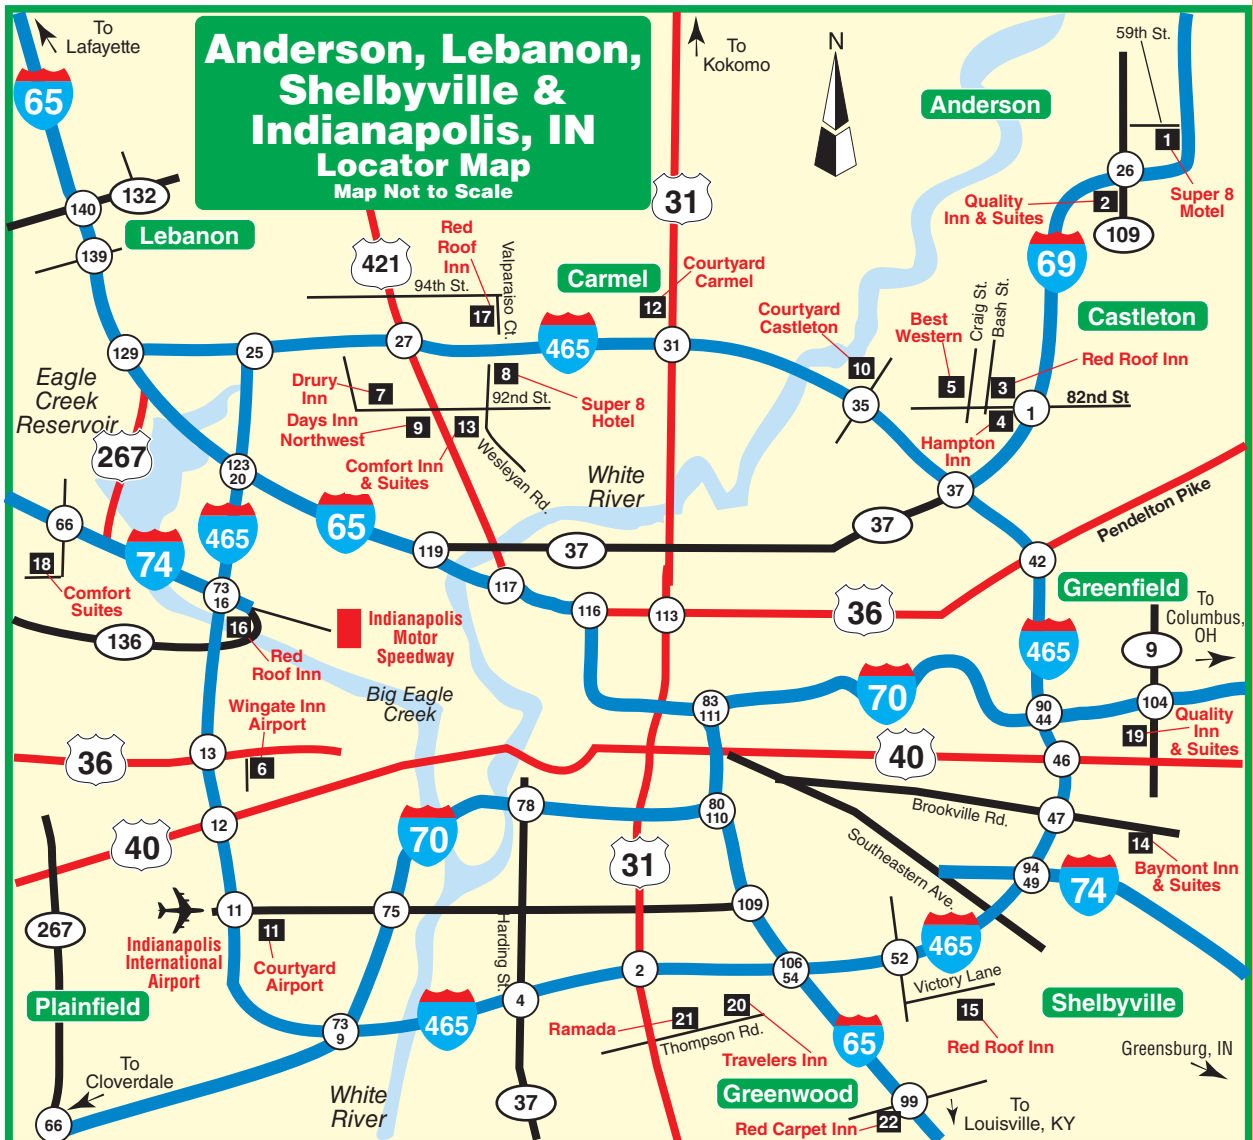 Anderson, Lebanon,
Shelbyville &
Indianapolis, IN
Locator Map
Map Not to Scale
To
Lafayette
65
To
Kokomo
N
Anderson
59th St.
1
26
Super 8
Motel
Quality
Inn & Suites
2
109
132
140
Lebanon
139
421
Red
Roof
Inn
Valparaiso Ct.
94th St.
17
31
Carmel
Courtyard
Carmel
12
69
Castleton
Courtyard
Castleton
10
Best
Western
Craig St.
Bash St.
5
3
Red Roof Inn
82nd St
4
1
Hampton
Inn
129
25
27
465
31
35
Eagle
Creek
Reservoir
267
Drury
Inn
7
8
92nd St.
Super 8
Hotel
Days Inn
Northwest
9
13
Comfort Inn
& Suites
Wesleyan Rd.
White
River
123
20
37
37
Pendelton Pike
66
74
465
65
119
37
42
18
Comfort
Suites
73
16
117
116
113
36
Greenfield
To
Columbus,
OH
136
16
Red
Roof Inn
Indianapolis
Motor
Speedway
465
9
Big Eagle
Creek
Wingate Inn
Airport
70
83
111
90
44
104
19
Quality
Inn
& Suites
36
13
6
40
46
40
12
70
78
80
110
Brookville Rd.
47
14
Baymont Inn
& Suites
Southeastern Ave.
31
94
49
74
267
11
75
109
Harding St.
11
Indianapolis
International
Airport
Courtyard
Airport
465
52
2
106
54
Victory Lane
15
Red Roof Inn
Shelbyville
Plainfield
73
9
465
4
Ramada
21
20
Thompson Rd.
Travelers Inn
65
Greensburg, IN
To
Cloverdale
66
White
River
37
Greenwood
99
22
Red Carpet Inn
To
Louisville, KY